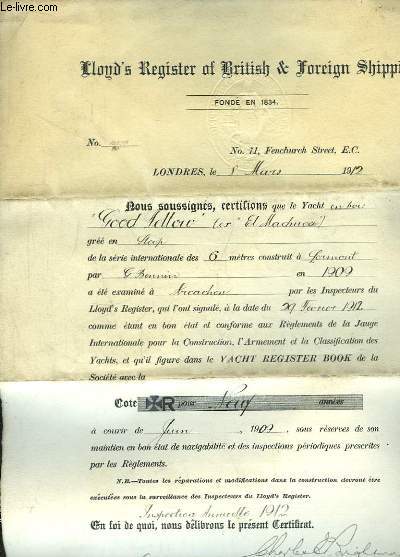 Le-livre.com
Lloyd's Register of British & Foreign Shippi
FONDÉ EN 1834.
No.
No. 71, Fenchurch Street, E.C.
LONDRES, le 8 Mars 1912
Nous soussignés, certifions que le Yacht en bois
"Good Fellow" (ex
gréé en Sloop
de la série internationale des 6 mètres construit à Lormont
par G Bonnin en 1909
a été examiné à Arcachon par les Inspecteurs du
Lloyd's Register, qui l'ont signalé, à la date du 29 Février 1912
comme étant en bon état et conforme aux Règlements de la Jauge
Internationale pour la Construction, l'Armement et la Classification des
Yachts, et qu'il figure dans le YACHT REGISTER BOOK de la
Société avec la
Cote R pour Neuf années
à courir de Juin, 1909, sous réserves de son
maintien en bon état de navigabilité et des inspections périodiques prescrites
par les Règlements.
N.B.—Toutes les réparations et modifications dans la construction devront être
exécutées sous la surveillance des Inspecteurs du Lloyd's Register.
Inspection Annuelle 1912
En foi de quoi, nous délivrons le présent Certificat.